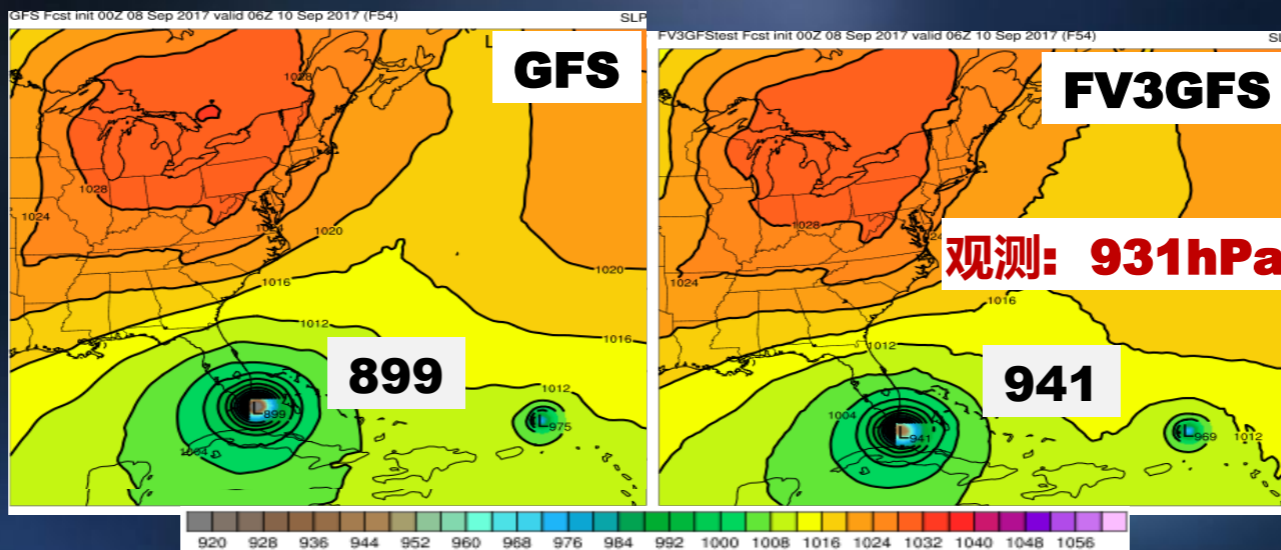 GFS Fcst init 00Z 08 Sep 2017 valid 06Z 10 Sep 2017 (F54)
SLP
GFS
1028
1028
1024
1020
1016
1012
1020
1016
1012
899
L 899
L 975
1004
FV3GFStest Fcst init 00Z 08 Sep 2017 valid 06Z 10 Sep 2017 (F54)
FV3GFS
1028
1024
观测: 931hPa
1016
1012
941
1004
L 941
L 969
1012
920 928 936 944 952 960 968 976 984 992 1000 1008 1016 1024 1032 1040 1048 1056